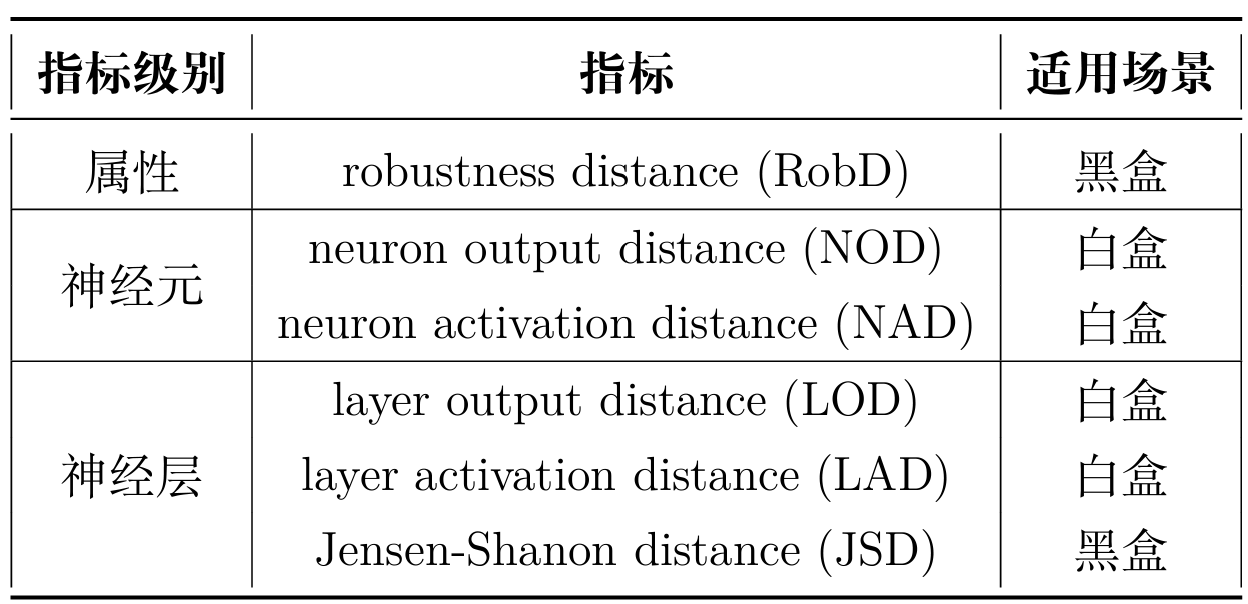 指标级别 指标 适用场景
属性 robustness distance (RobD) 黑盒
神经元 neuron output distance (NOD) 白盒
neuron activation distance (NAD) 白盒
神经层 layer output distance (LOD) 白盒
layer activation distance (LAD) 白盒
Jensen-Shanon distance (JSD) 黑盒